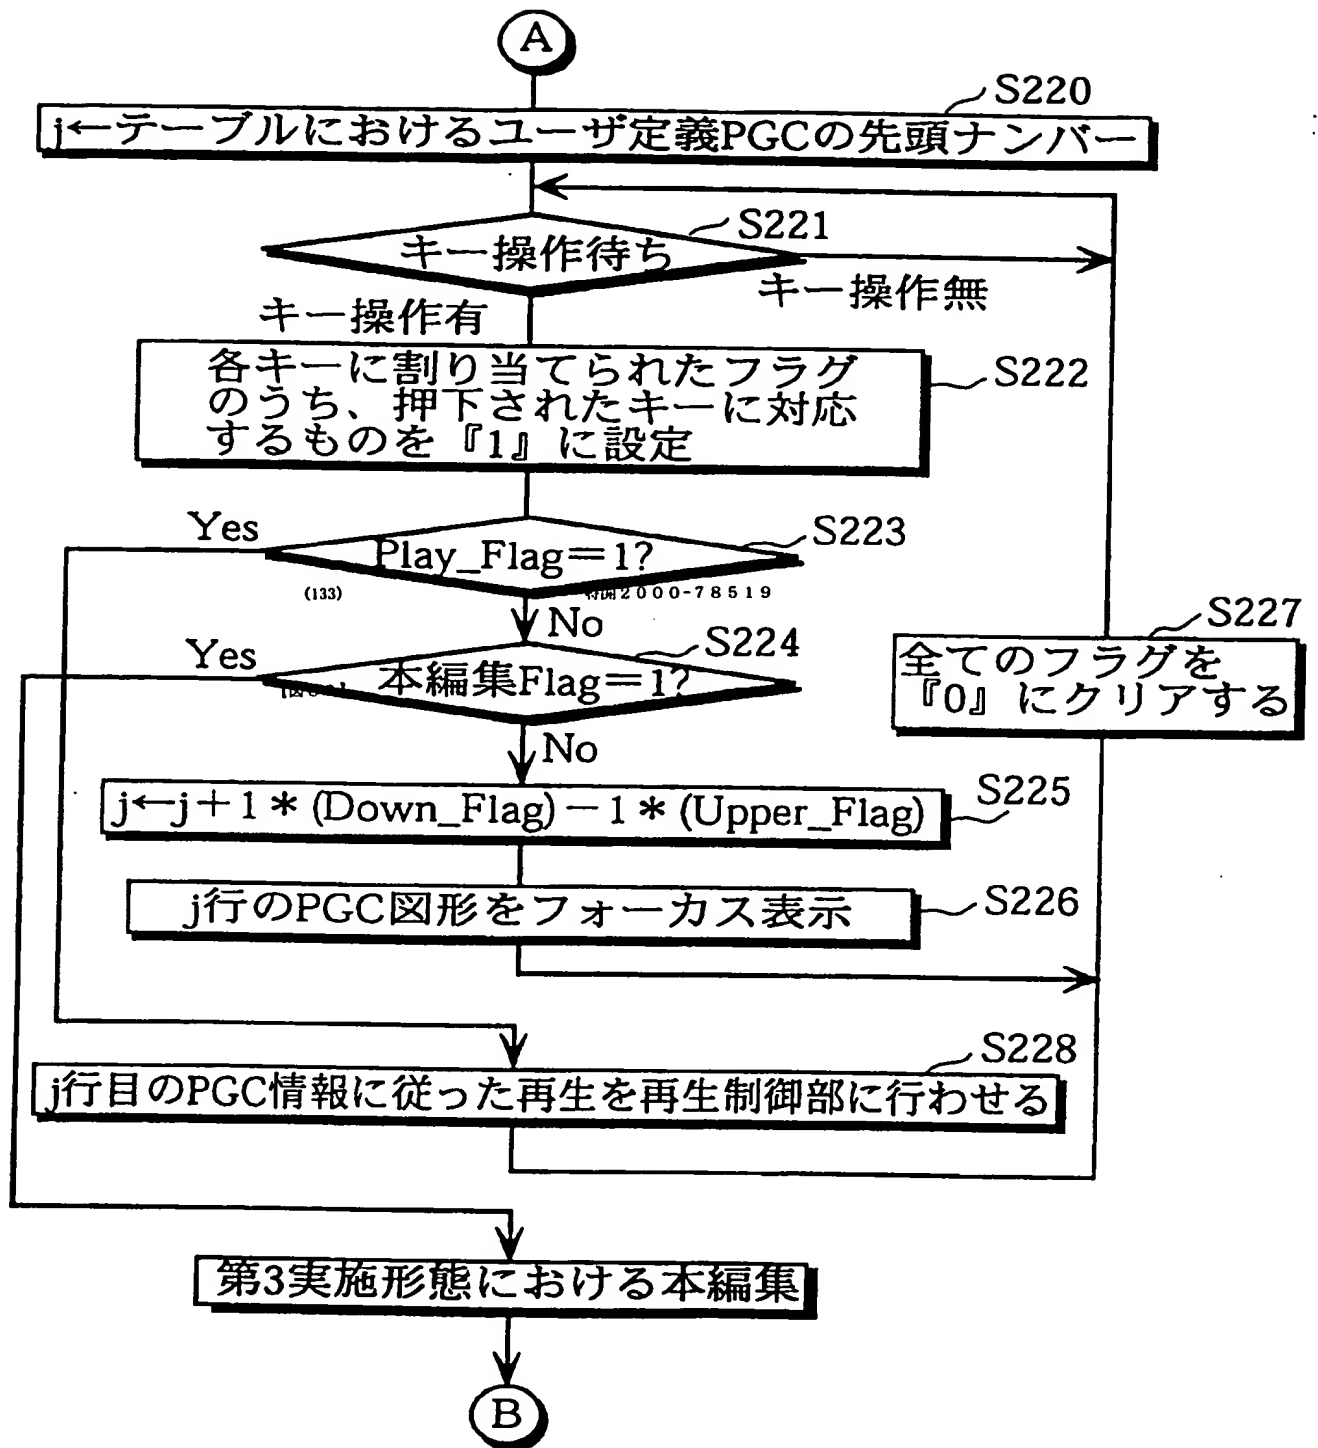 A
S220
j←テーブルにおけるユーザ定義PGCの先頭ナンバー
S221
キー操作待ち
キー操作無
キー操作有
各キーに割り当てられたフラグ
のうち、押下されたキーに対応
するものを『1』に設定
S222
Yes
S223
Play_Flag=1?
(133)
特開2000-78519
No
S227
Yes
S224
本編集Flag=1?
全てのフラグを
『0』にクリアする
No
S225
j←j+1*(Down_Flag)-1*(Upper_Flag)
S226
j行のPGC図形をフォーカス表示
S228
j行目のPGC情報に従った再生を再生制御部に行わせる
第3実施形態における本編集
B